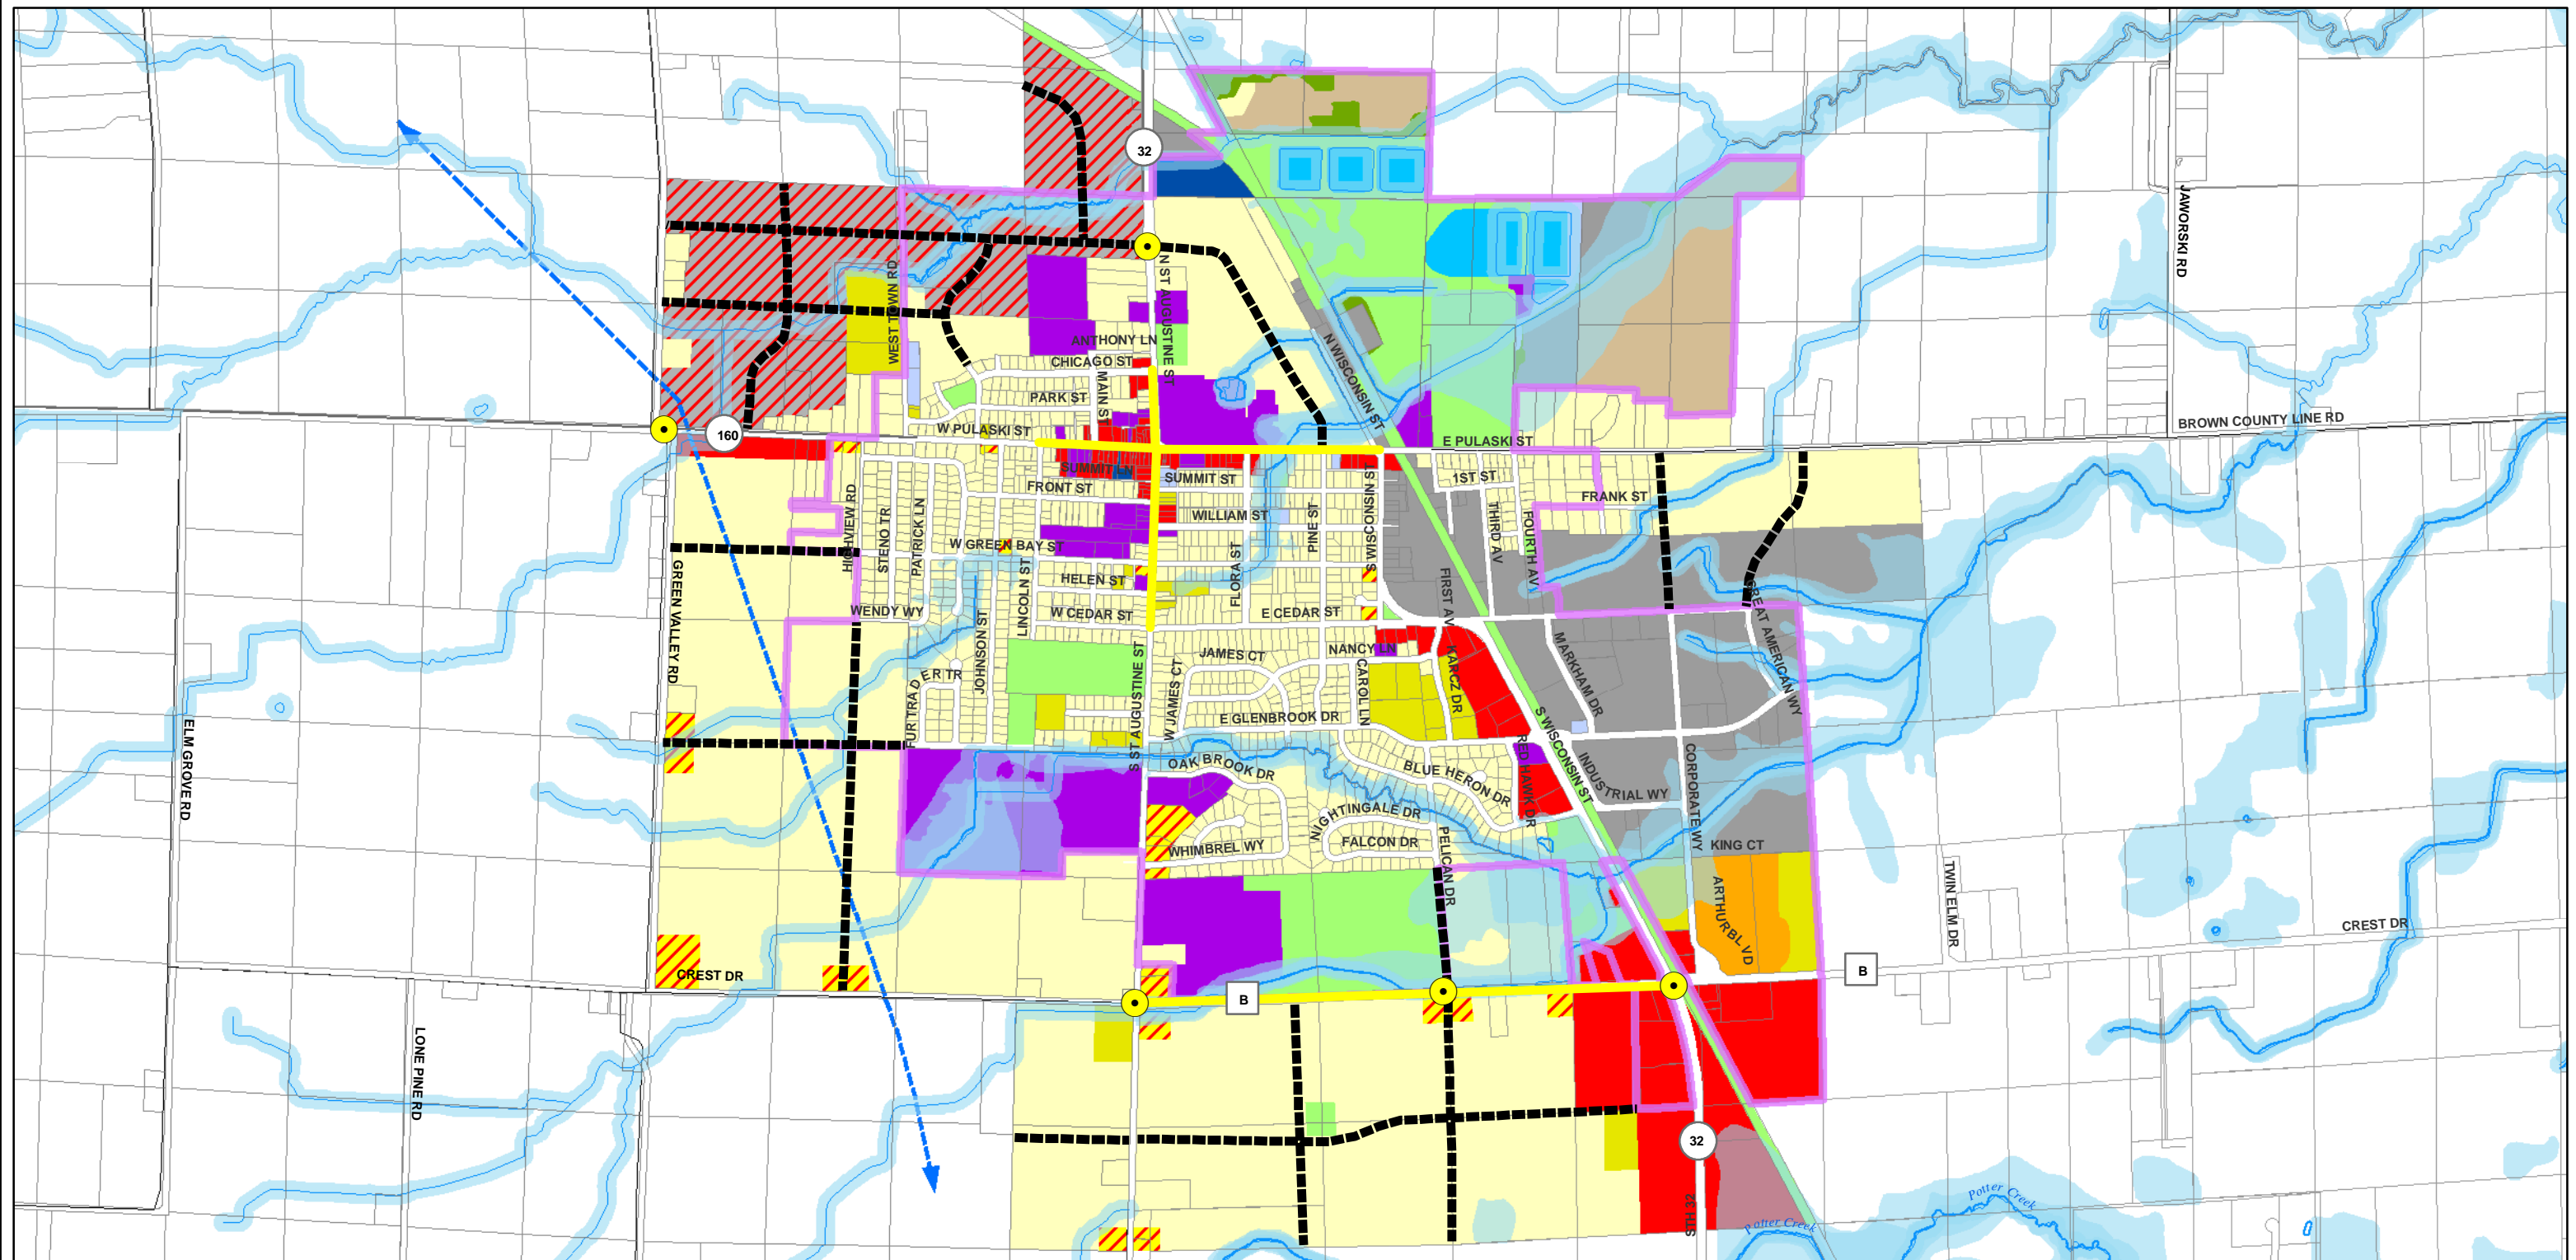 32
JAWORSKI RD
WEST TOWN RD
N ST AUGUSTINE ST
ANTHONY LN
CHICAGO ST
MAIN ST
PARK ST
N WISCONSIN ST
W PULASKI ST
160
E PULASKI ST
BROWN COUNTY LINE RD
SUMMIT LN
SUMMIT ST
1ST ST
FRONT ST
FRANK ST
HIGHVIEW RD
STENO TR
PATRICK LN
WILLIAM ST
PINE ST
S WISCONSIN ST
THIRD AV
FOURTH AV
W GREEN BAY ST
GREEN VALLEY RD
LINCOLN ST
HELEN ST
FLORA ST
FIRST AV
WENDY WY
W CEDAR ST
E CEDAR ST
GREAT AMERICAN WY
JOHNSON ST
FUR TRADER TR
S ST AUGUSTINE ST
W JAMES CT
JAMES CT
NANCY LN
CAROL LN
KARCZ DR
MARKHAM DR
ELM GROVE RD
E GLENBROOK DR
S WISCONSIN ST
OAK BROOK DR
BLUE HERON DR
RED HAWK DR
INDUSTRIAL WY
CORPORATE WY
NIGHTINGALE DR
FALCON DR
WHIMBREL WY
PELICAN DR
KING CT
ARTHUR BLVD
TWIN ELM DR
CREST DR
CREST DR
B
B
LONE PINE RD
32
STH 32
Potter Creek
Potter Creek